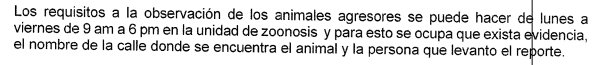 Los requisitos a la observación de los animales agresores se puede hacer de lunes a
viernes de 9 am a 6 pm en la unidad de zoonosis y para esto se ocupa que exista evidencia,
el nombre de la calle donde se encuentra el animal y la persona que levanto el reporte.